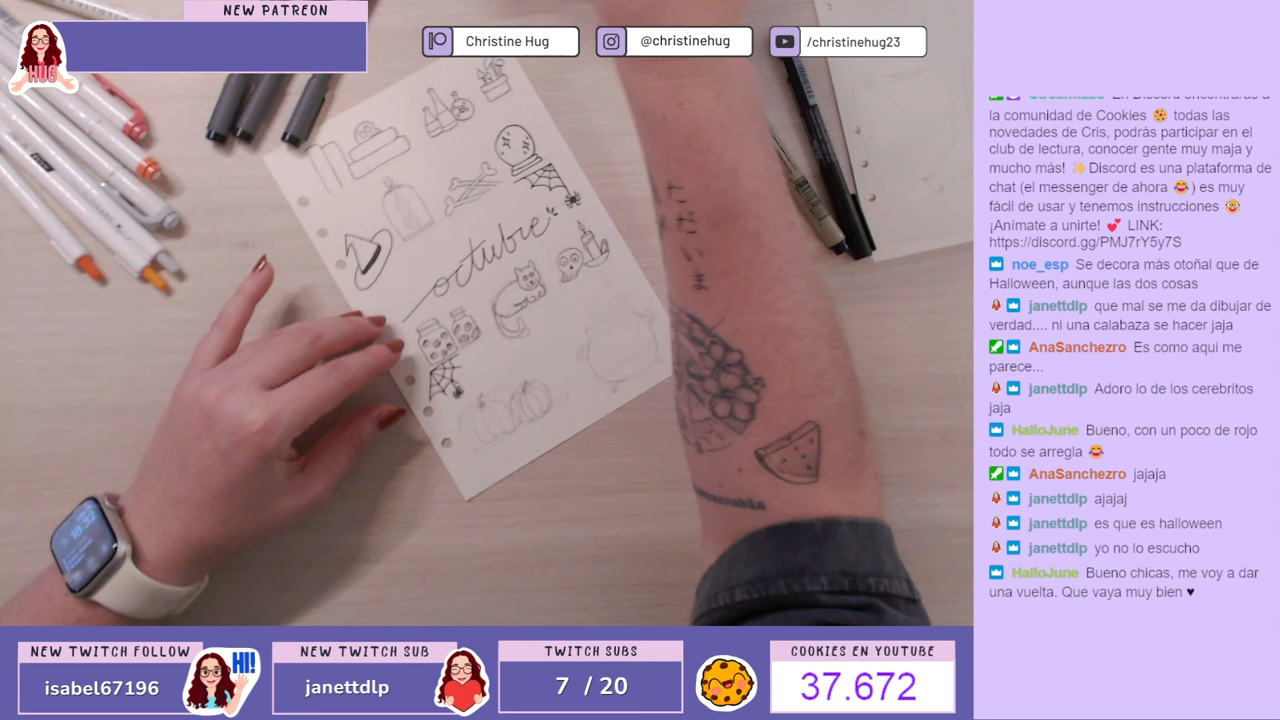 NEW PATREON
HUG
Christine Hug
@christinehug
/christinehug23
octubre
18:32
la comunidad de Cookies 🍪 todas las
novedades de Cris, podrás participar en el
club de lectura, conocer gente muy maja y
mucho más! ✨Discord es una plataforma de
chat (el messenger de ahora 😂) es muy
fácil de usar y tenemos instrucciones 🤓
¡Anímate a unirte! 💕 LINK:
https://discord.gg/PMJ7rY5y7S
noe_esp Se decora más otoñal que de
Halloween, aunque las dos cosas
janettdlp que mal se me da dibujar de
verdad.... ni una calabaza se hacer jaja
AnaSanchezro Es como aqui me
parece...
janettdlp Adoro lo de los cerebritos
jaja
HalloJune Bueno, con un poco de rojo
todo se arregla 😂
AnaSanchezro jajaja
janettdlp ajajaj
janettdlp es que es halloween
janettdlp yo no lo escucho
HalloJune Bueno chicas, me voy a dar
una vuelta. Que vaya muy bien ♥
NEW TWITCH FOLLOW
isabel67196
HI!
NEW TWITCH SUB
janettdlp
TWITCH SUBS
7 / 20
COOKIES EN YOUTUBE
37.672